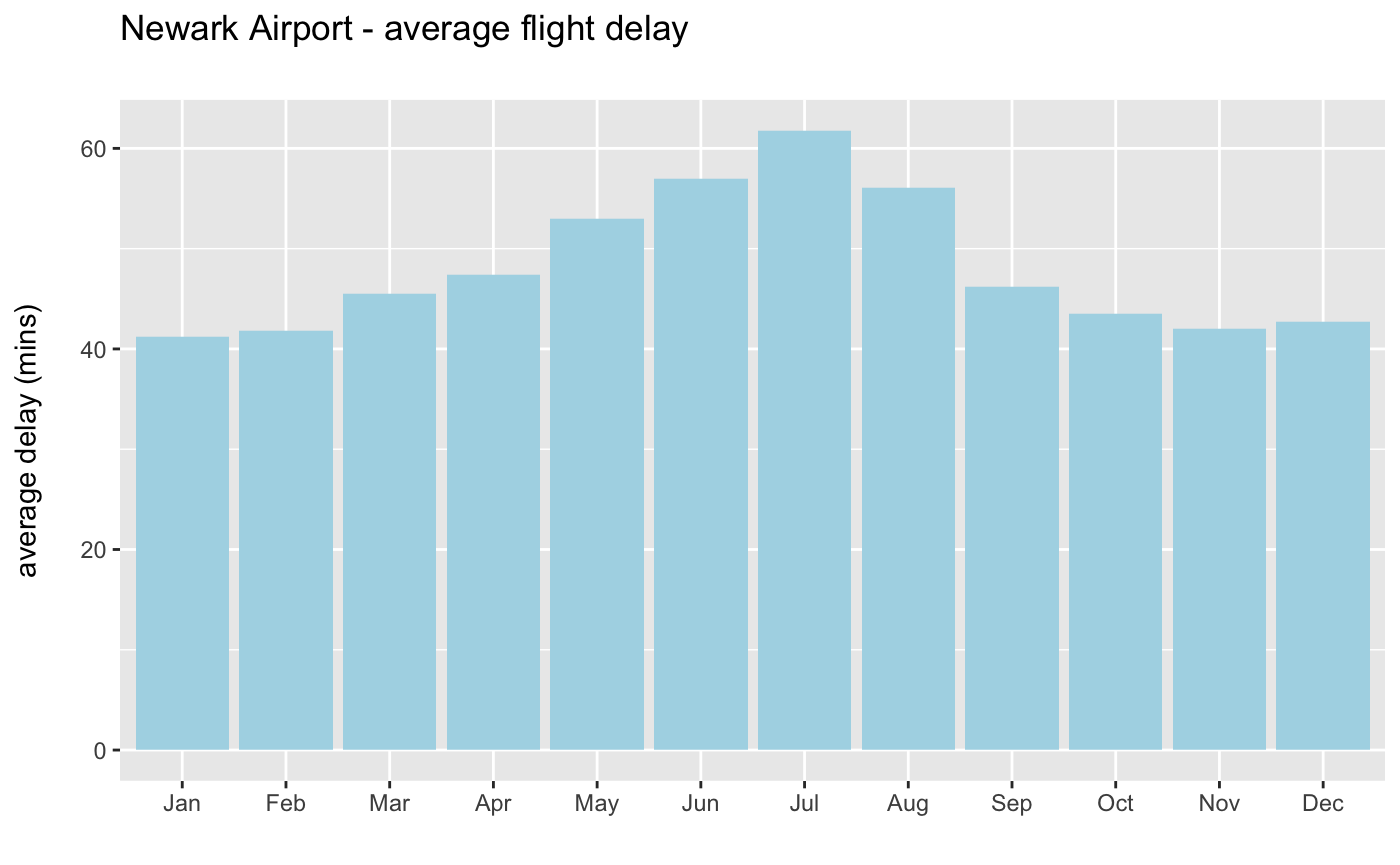 Newark Airport - average flight delay
average delay (mins)
60
40
20
0
Jan Feb Mar Apr May Jun Jul Aug Sep Oct Nov Dec